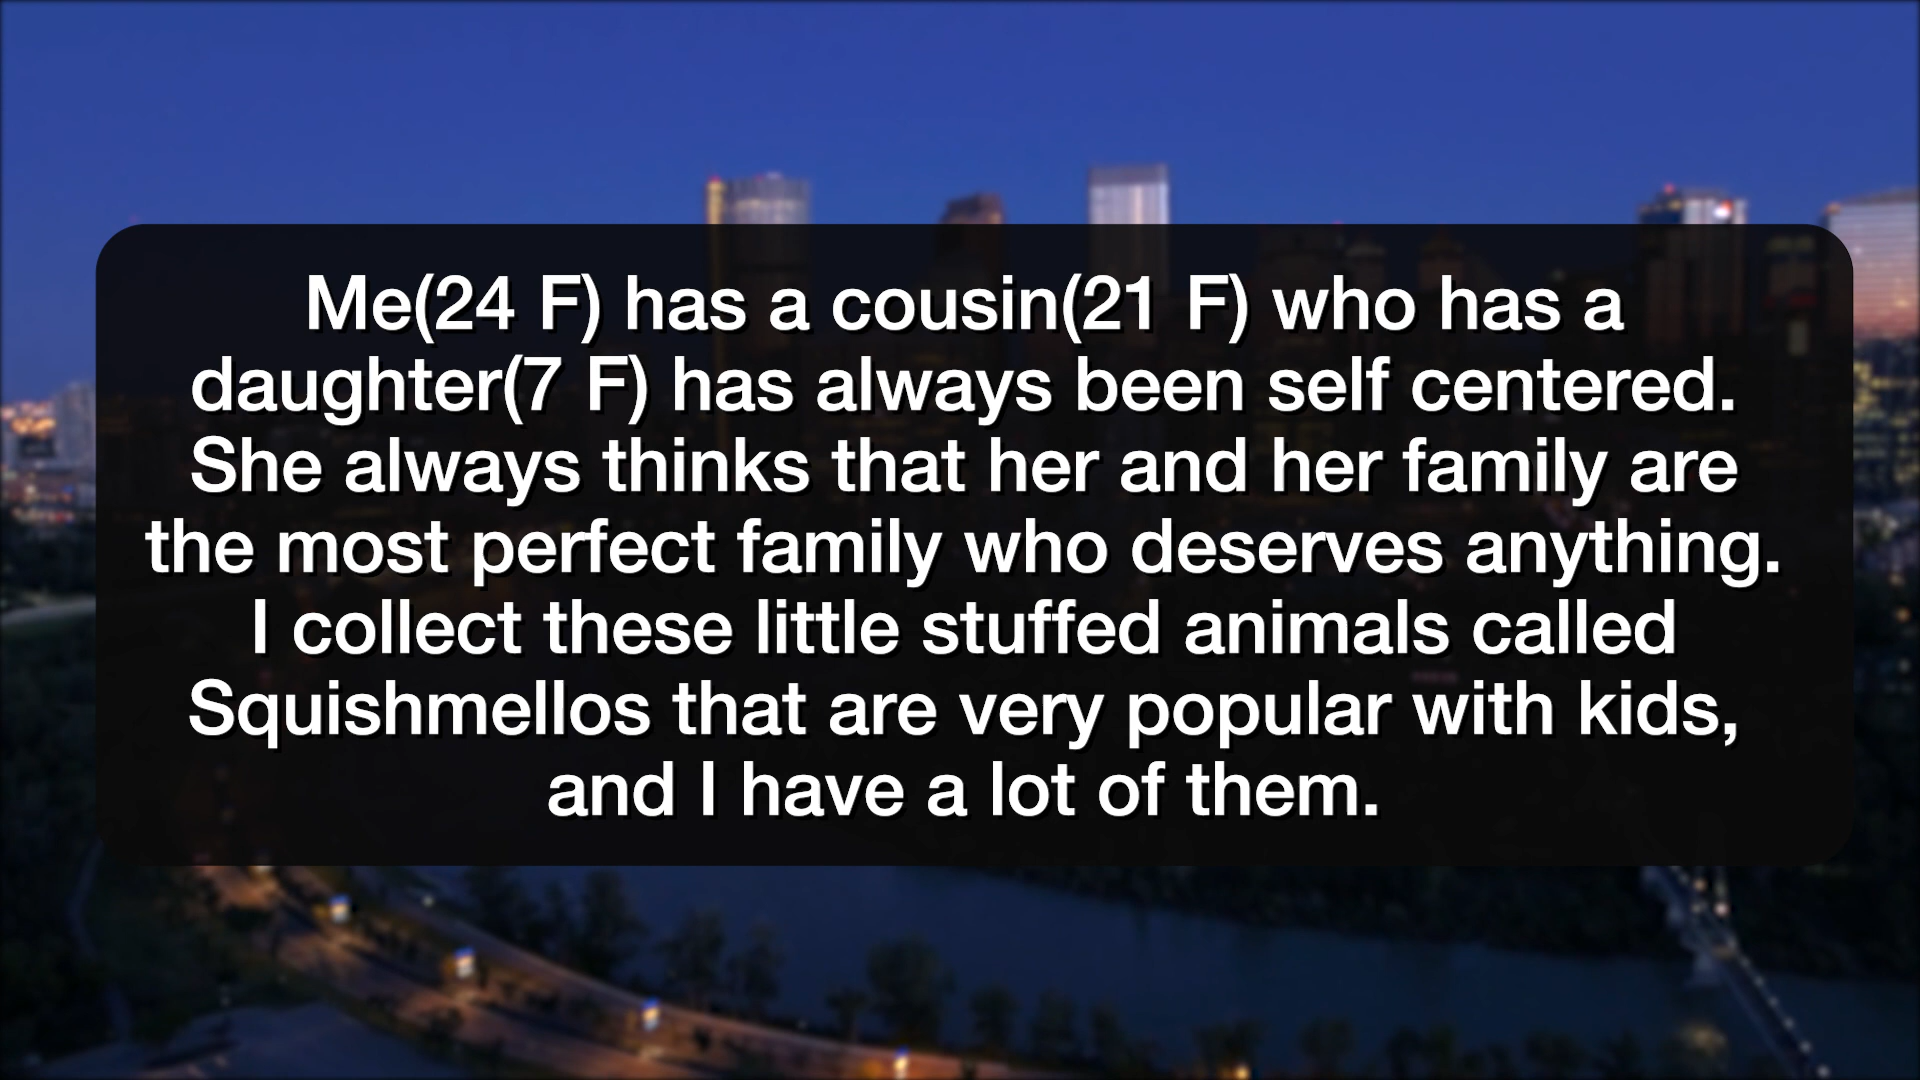 Me(24 F) has a cousin(21 F) who has a
daughter(7 F) has always been self centered.
She always thinks that her and her family are
the most perfect family who deserves anything.
I collect these little stuffed animals called
Squishmellos that are very popular with kids,
and I have a lot of them.